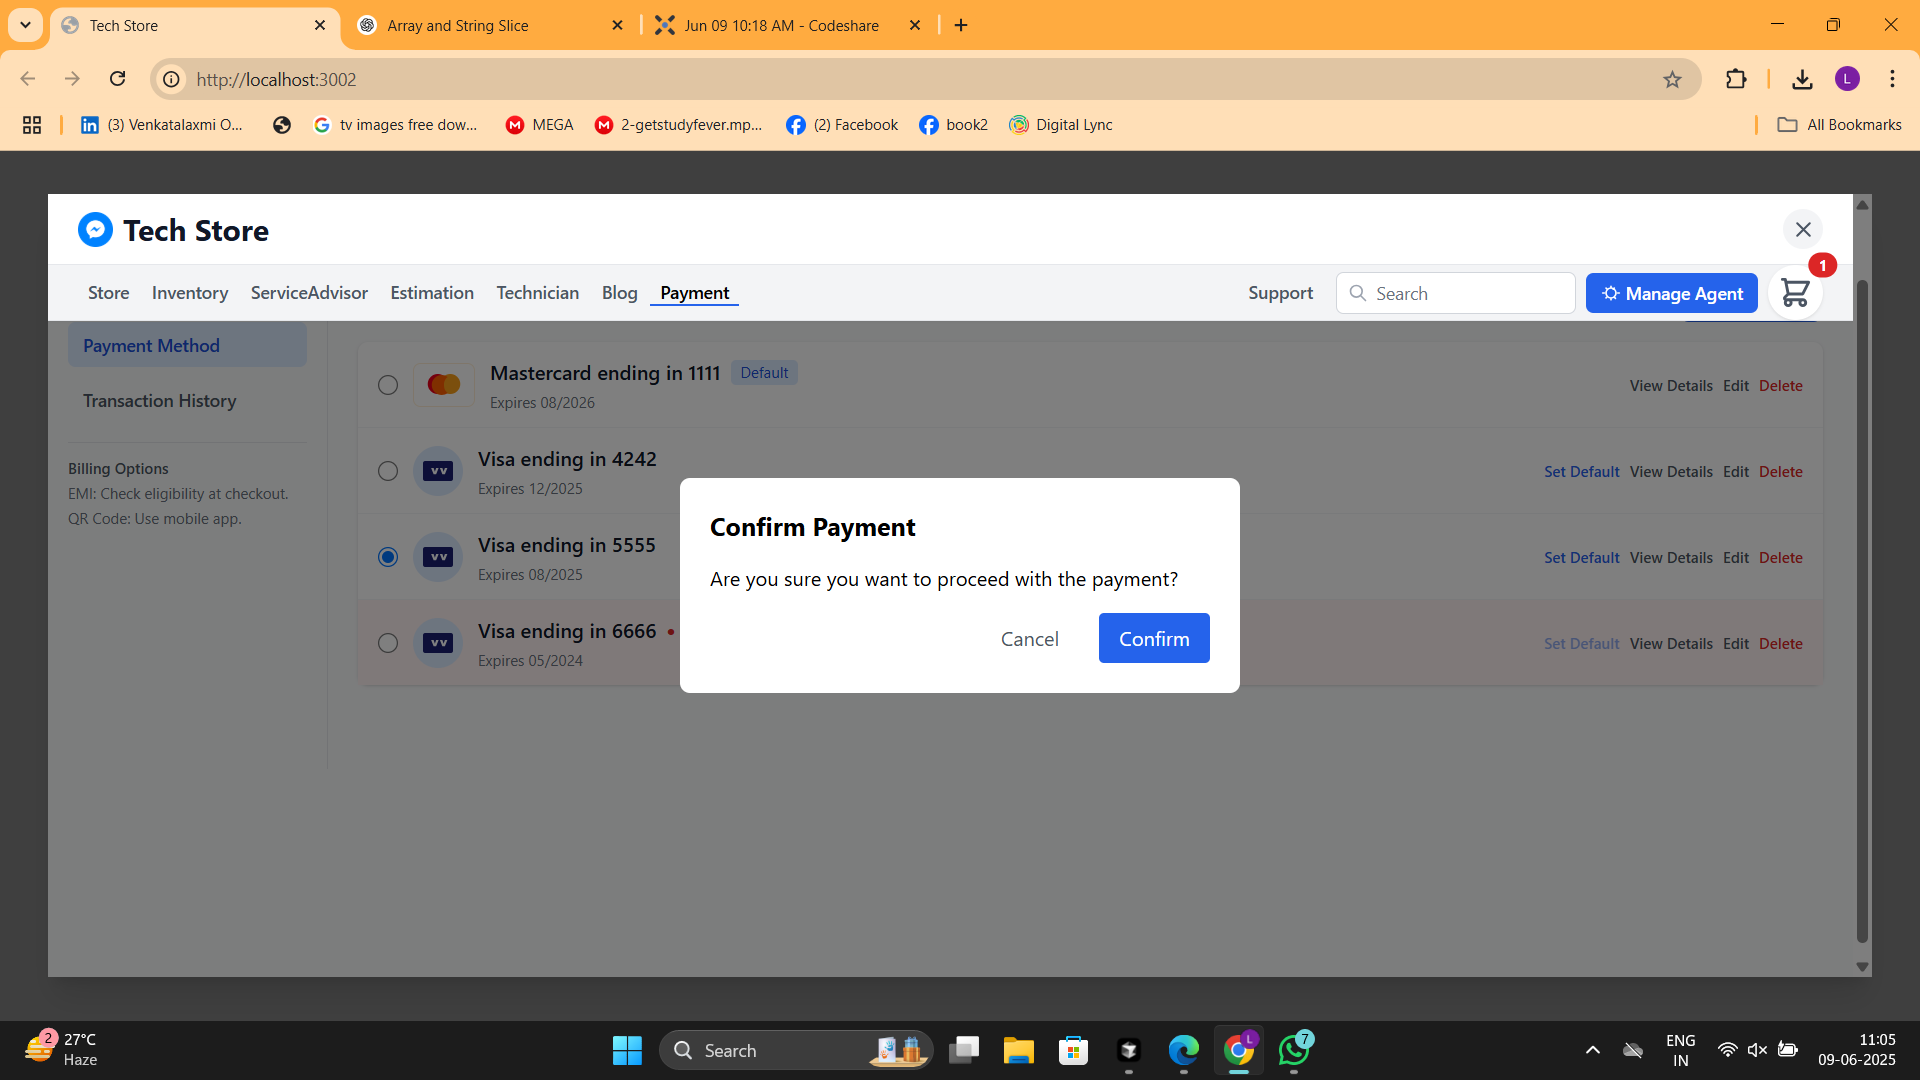 Tech Store
Array and String Slice
Jun 09 10:18 AM - Codeshare
http://localhost:3002
L
(3) Venkatalaxmi O...
tv images free dow...
MEGA
2-getstudyfever.mp...
(2) Facebook
book2
Digital Lync
All Bookmarks
Tech Store
Store
Inventory
ServiceAdvisor
Estimation
Technician
Blog
Payment
Support
Search
Manage Agent
1
Payment Method
Transaction History
Billing Options
EMI: Check eligibility at checkout.
QR Code: Use mobile app.
Mastercard ending in 1111 Default
Expires 08/2026
View Details Edit Delete
VV
Visa ending in 4242
Expires 12/2025
Set Default View Details Edit Delete
VV
Visa ending in 5555
Expires 08/2025
Set Default View Details Edit Delete
VV
Visa ending in 6666 •
Expires 05/2024
Set Default View Details Edit Delete
Confirm Payment
Are you sure you want to proceed with the payment?
Cancel
Confirm
2
27°C
Haze
Search
L
7
ENG
IN
11:05
09-06-2025